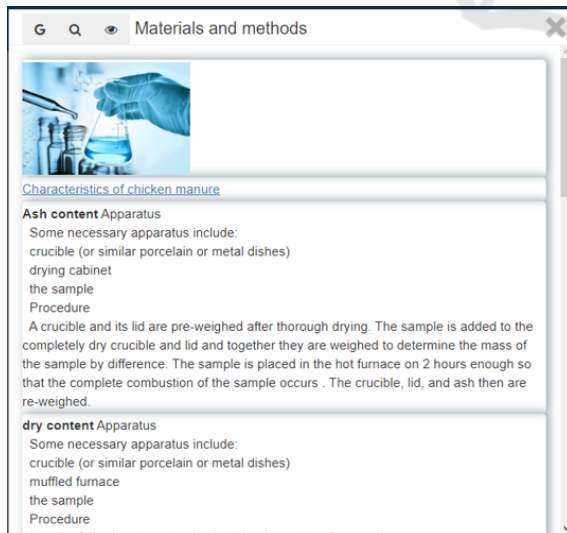 G Materials and methods
Characteristics of chicken manure
Ash content Apparatus
Some necessary apparatus include:
crucible (or similar porcelain or metal dishes)
drying cabinet
the sample
Procedure
A crucible and its lid are pre-weighed after thorough drying. The sample is added to the
completely dry crucible and lid and together they are weighed to determine the mass of
the sample by difference. The sample is placed in the hot furnace on 2 hours enough so
that the complete combustion of the sample occurs . The crucible, lid, and ash then are
re-weighed.
dry content Apparatus
Some necessary apparatus include:
crucible (or similar porcelain or metal dishes)
muffled furnace
the sample
Procedure